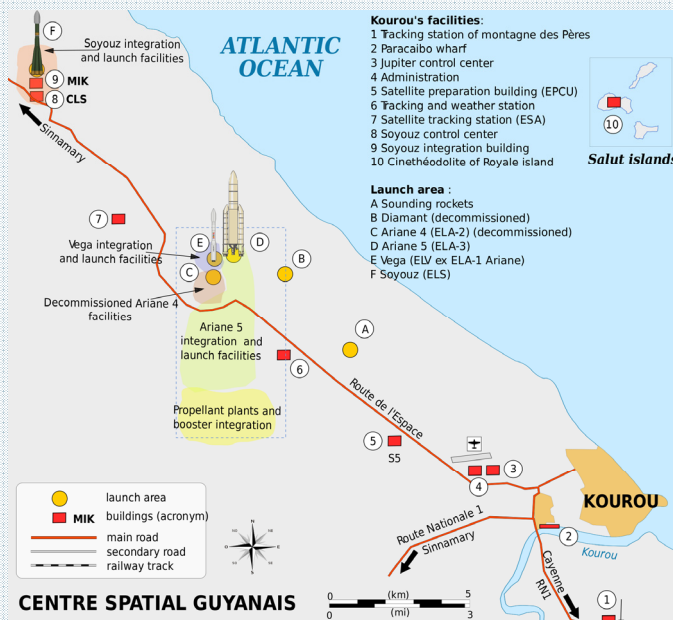 F
Soyouz integration
and launch facilities
9 MIK
8 CLS
Sinnamary
ATLANTIC
OCEAN
Kourou's facilities:
1 Tracking station of montagne des Pères
2 Paracaibo wharf
3 Jupiter control center
4 Administration
5 Satellite preparation building (EPCU)
6 Tracking and weather station
7 Satellite tracking station (ESA)
8 Soyouz control center
9 Soyouz integration building
10 Cinethéodolite of Royale island
10
Salut islands
Launch area :
A Sounding rockets
B Diamant (decommissioned)
C Ariane 4 (ELA-2) (decommissioned)
D Ariane 5 (ELA-3)
E Vega (ELV ex ELA-1 Ariane)
F Soyouz (ELS)
7
Vega integration
and launch facilities
E
D
C
B
Decommissioned Ariane 4
facilities
Ariane 5
integration and
launch facilities
A
6
Propellant plants and
booster integration
Route de l'Espace
5
S5
3
4
KOUROU
2
Kourou
Route Nationale 1
Sinnamary
Cayenne
RN1
1
launch area
MIK buildings (acronym)
main road
secondary road
railway track
N
CENTRE SPATIAL GUYANAIS
0 (km) 5
0 (mi) 3